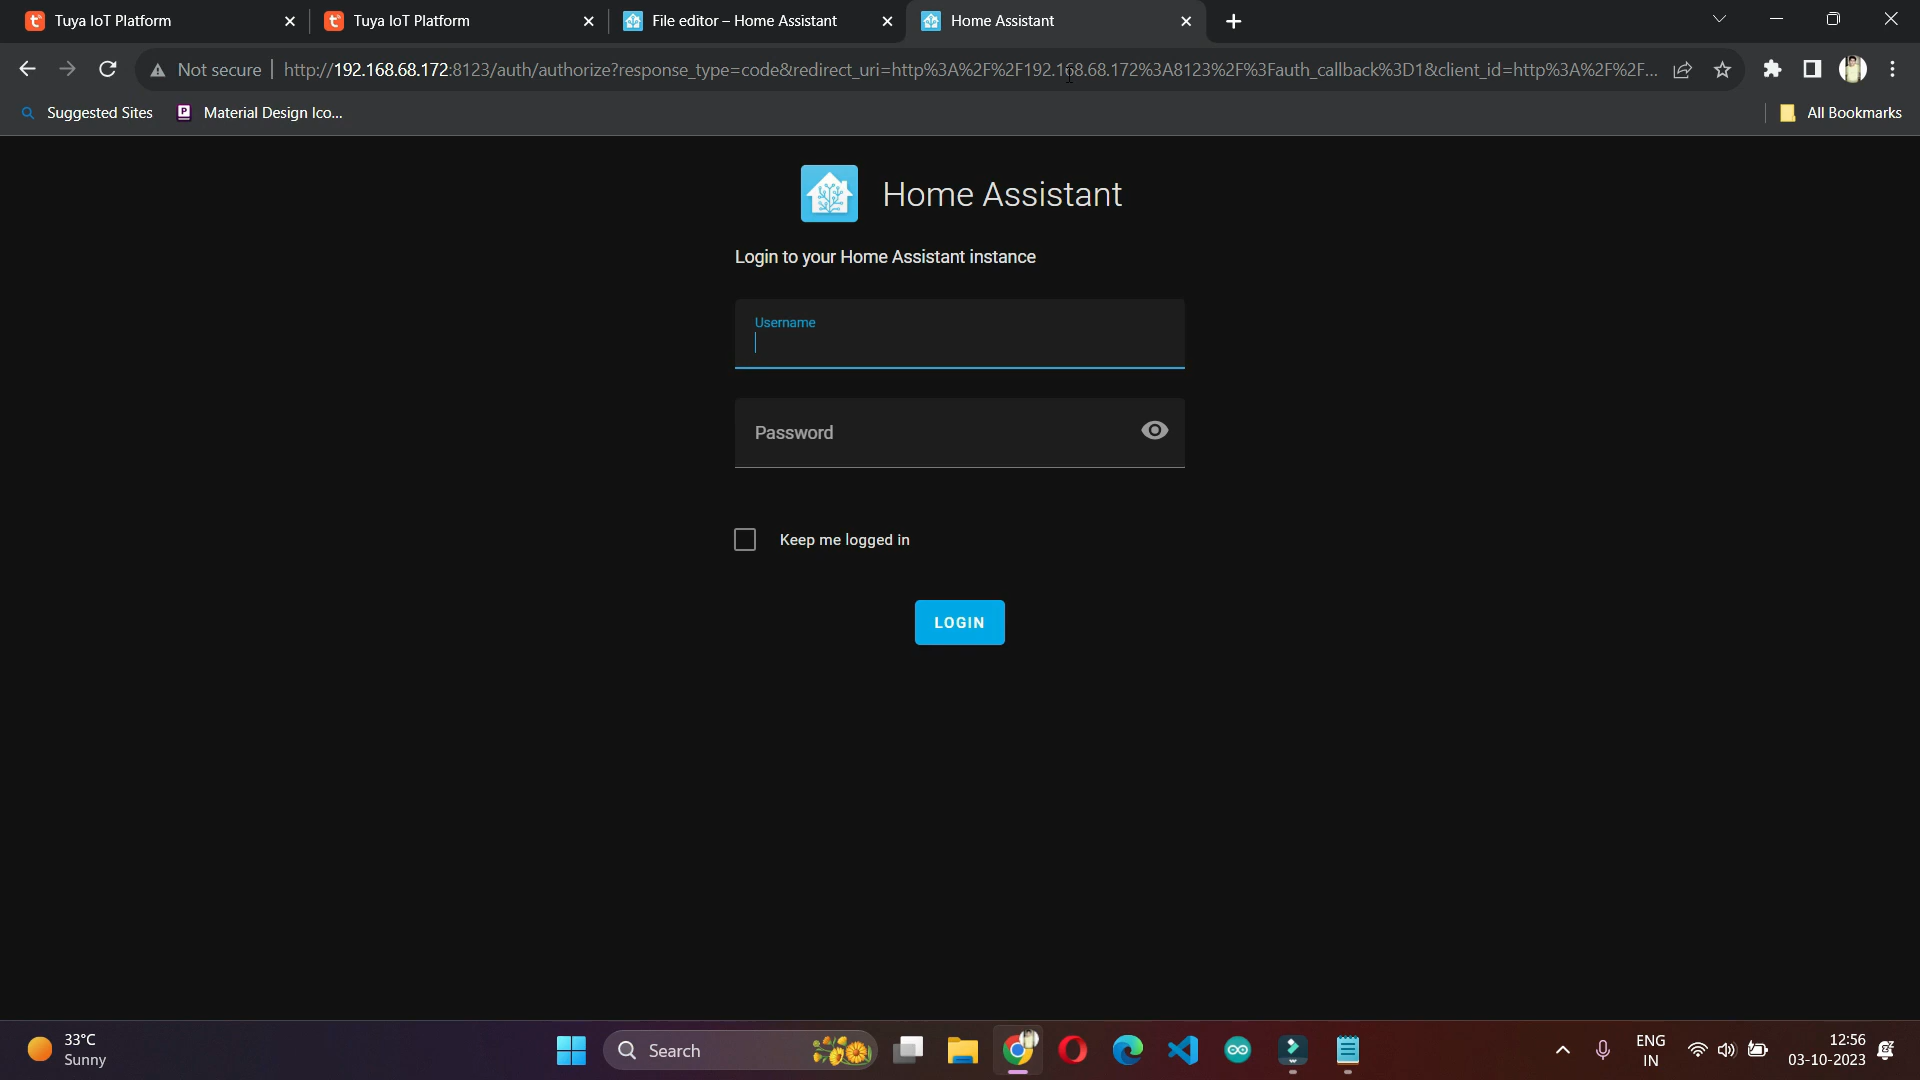 Tuya IoT Platform
Tuya IoT Platform
File editor – Home Assistant
Home Assistant
Not secure
http://192.168.68.172:8123/auth/authorize?response_type=code&redirect_uri=http%3A%2F%2F192.168.68.172%3A8123%2F%3Fauth_callback%3D1&client_id=http%3A%2F%2F...
Suggested Sites
Material Design Ico...
All Bookmarks
Home Assistant
Login to your Home Assistant instance
Username
Password
Keep me logged in
LOGIN
33°C
Sunny
Search
ENG
IN
12:56
03-10-2023